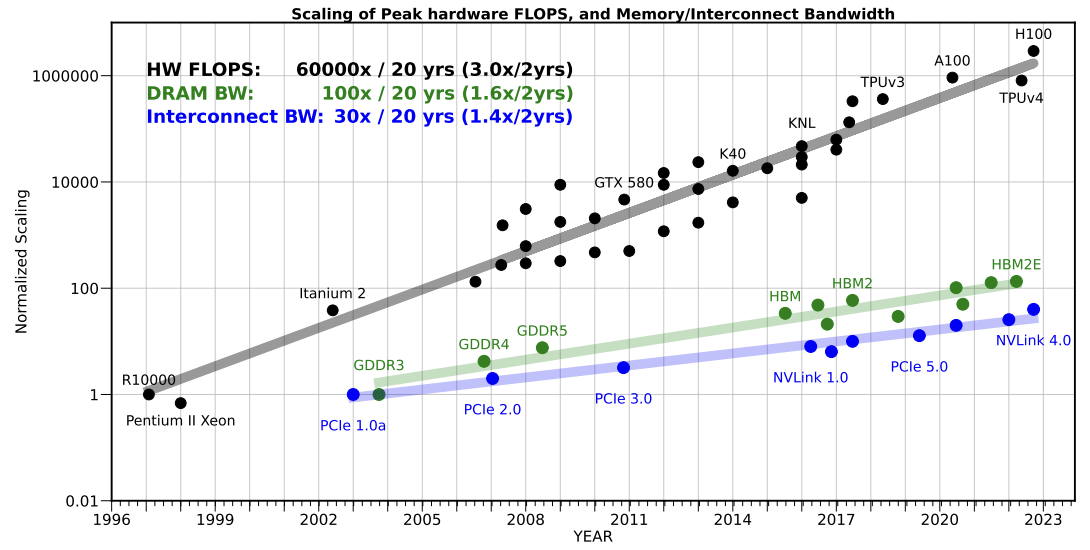 Scaling of Peak hardware FLOPS, and Memory/Interconnect Bandwidth
HW FLOPS: 60000x / 20 yrs (3.0x/2yrs)
DRAM BW: 100x / 20 yrs (1.6x/2yrs)
Interconnect BW: 30x / 20 yrs (1.4x/2yrs)
Normalized Scaling
1000000
10000
100
1
0.01
H100
A100
TPUv3
TPUv4
KNL
K40
GTX 580
Itanium 2
R10000
Pentium II Xeon
HBM2E
HBM2
HBM
GDDR5
GDDR4
GDDR3
NVLink 4.0
PCIe 5.0
NVLink 1.0
PCIe 3.0
PCIe 2.0
PCIe 1.0a
1996 1999 2002 2005 2008 2011 2014 2017 2020 2023
YEAR